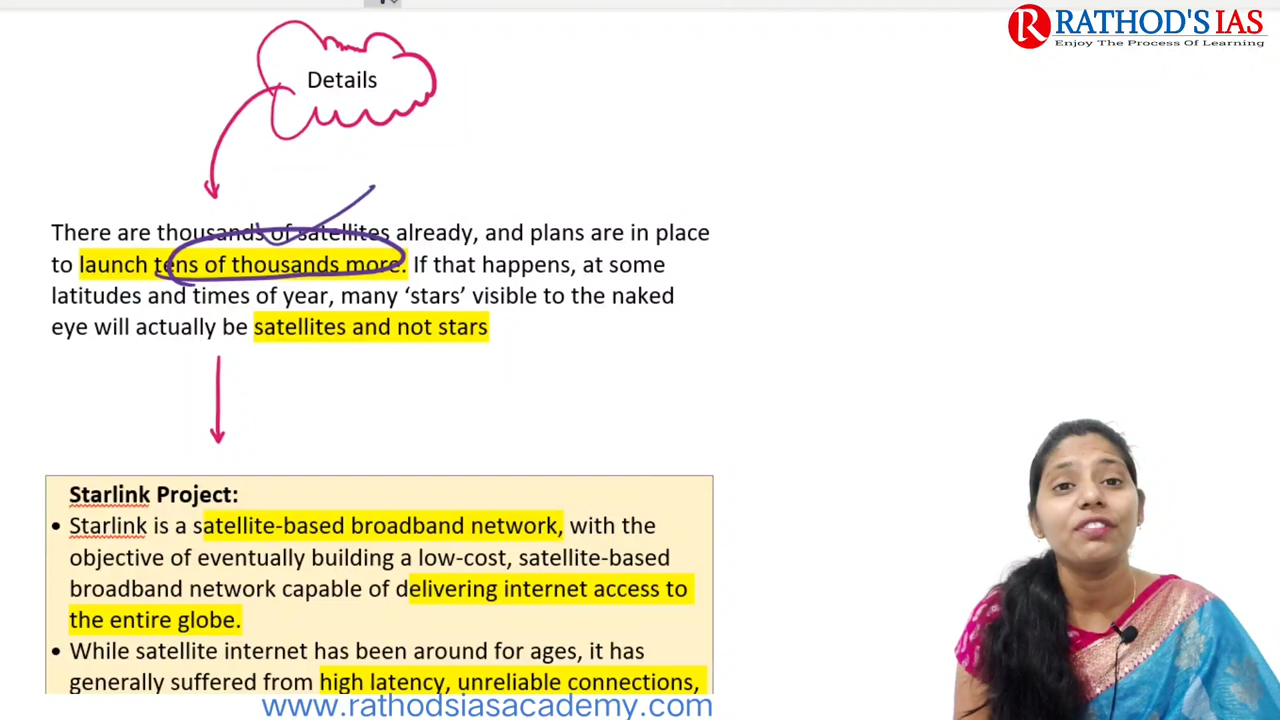 RATHOD'S IAS
Enjoy The Process Of Learning
Details
There are thousands of satellites already, and plans are in place
to launch tens of thousands more. If that happens, at some
latitudes and times of year, many ‘stars’ visible to the naked
eye will actually be satellites and not stars
Starlink Project:
• Starlink is a satellite-based broadband network, with the
objective of eventually building a low-cost, satellite-based
broadband network capable of delivering internet access to
the entire globe.
• While satellite internet has been around for ages, it has
generally suffered from high latency, unreliable connections,
www.rathodsiasacademy.com